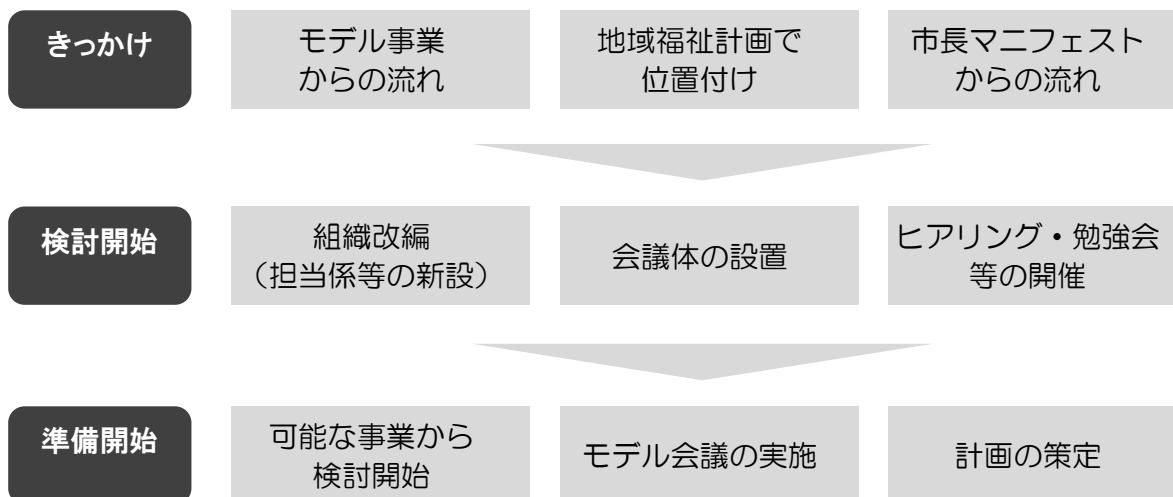 きっかけ
モデル事業
からの流れ
地域福祉計画で
位置付け
市長マニフェスト
からの流れ
検討開始
組織改編
（担当係等の新設）
会議体の設置
ヒアリング・勉強会
等の開催
準備開始
可能な事業から
検討開始
モデル会議の実施
計画の策定